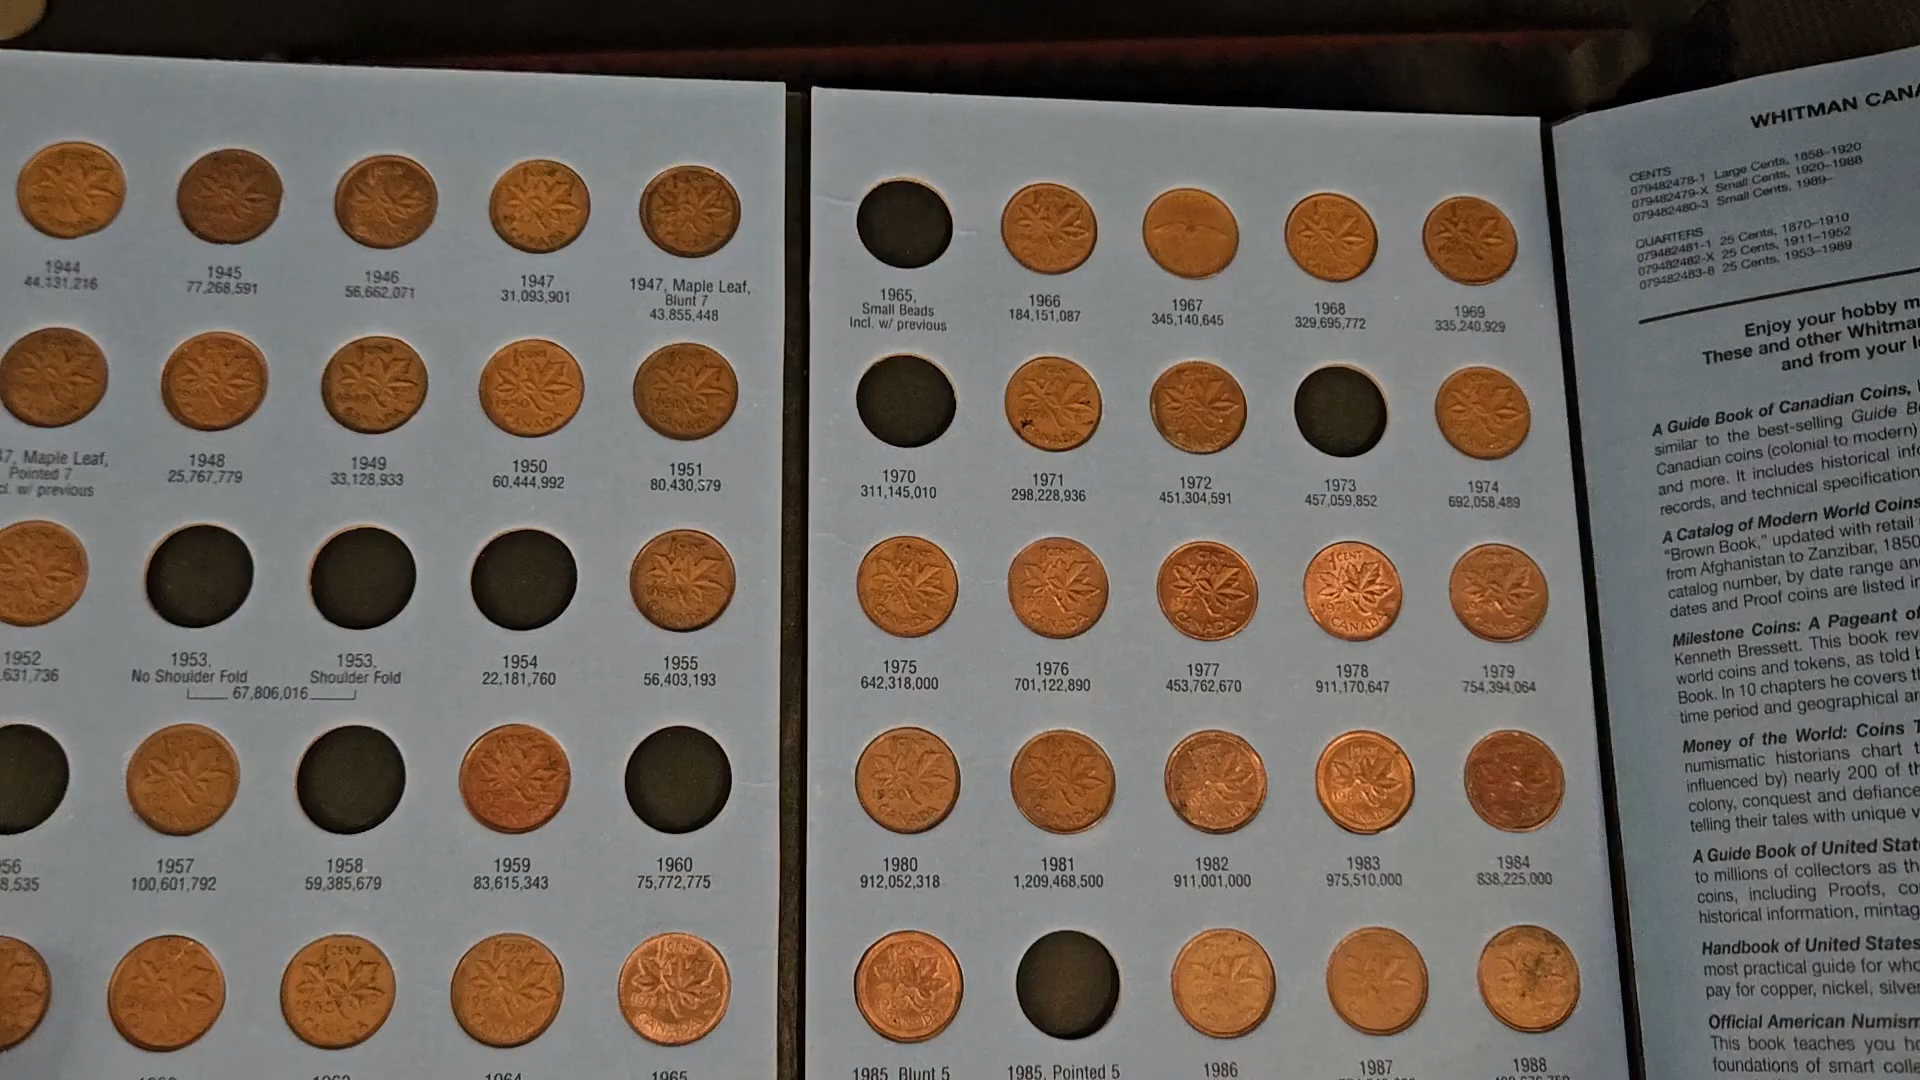 1944
44,131,216
1945
77,268,591
1946
56,662,071
1947
31,093,901
1947, Maple Leaf,
Blunt 7
43,855,448
47, Maple Leaf,
Pointed 7
w/ previous
1948
25,767,779
1949
33,128,933
1950
60,444,992
1951
80,430,379
1952
631,736
1953,
No Shoulder Fold
1953,
Shoulder Fold
67,806,016
1954
22,181,760
1955
56,403,193
56
8,535
1957
100,601,792
1958
59,385,679
1959
83,615,343
1960
75,772,775
1964
1965
1965,
Small Beads
Incl. w/ previous
1966
184,151,087
1967
345,140,645
1968
329,695,772
1969
335,240,929
1970
311,145,010
1971
298,228,936
1972
451,304,591
1973
457,059,852
1974
692,058,489
1975
642,318,000
1976
701,122,890
1977
453,762,670
1978
911,170,647
1979
754,394,064
1980
912,052,318
1981
1,209,468,500
1982
911,001,000
1983
975,510,000
1984
838,225,000
1985, Blunt 5
1985, Pointed 5
1986
1987
1988
WHITMAN CANA
CENTS
079482478-1 Large Cents, 1858–1920
079482479-X Small Cents, 1920–1988
079482480-3 Small Cents, 1989–
QUARTERS
079482481-1 25 Cents, 1870–1910
079482482-X 25 Cents, 1911–1952
079482483-8 25 Cents, 1953–1989
Enjoy your hobby m
These and other Whitma
and from your l
A Guide Book of Canadian Coins,
similar to the best-selling Guide B
Canadian coins (colonial to modern)
and more. It includes historical info
records, and technical specification
A Catalog of Modern World Coins
"Brown Book," updated with retail
from Afghanistan to Zanzibar, 1850
catalog number, by date range an
dates and Proof coins are listed i
Milestone Coins: A Pageant of
Kenneth Bressett. This book rev
world coins and tokens, as told b
Book. In 10 chapters he covers t
time period and geographical ar
Money of the World: Coins T
numismatic historians chart t
influenced by) nearly 200 of th
colony, conquest and defiance
telling their tales with unique v
A Guide Book of United Stat
to millions of collectors as th
coins, including Proofs, co
historical information, mintag
Handbook of United States
most practical guide for who
pay for copper, nickel, silver
Official American Numism
This book teaches you ho
foundations of smart colle